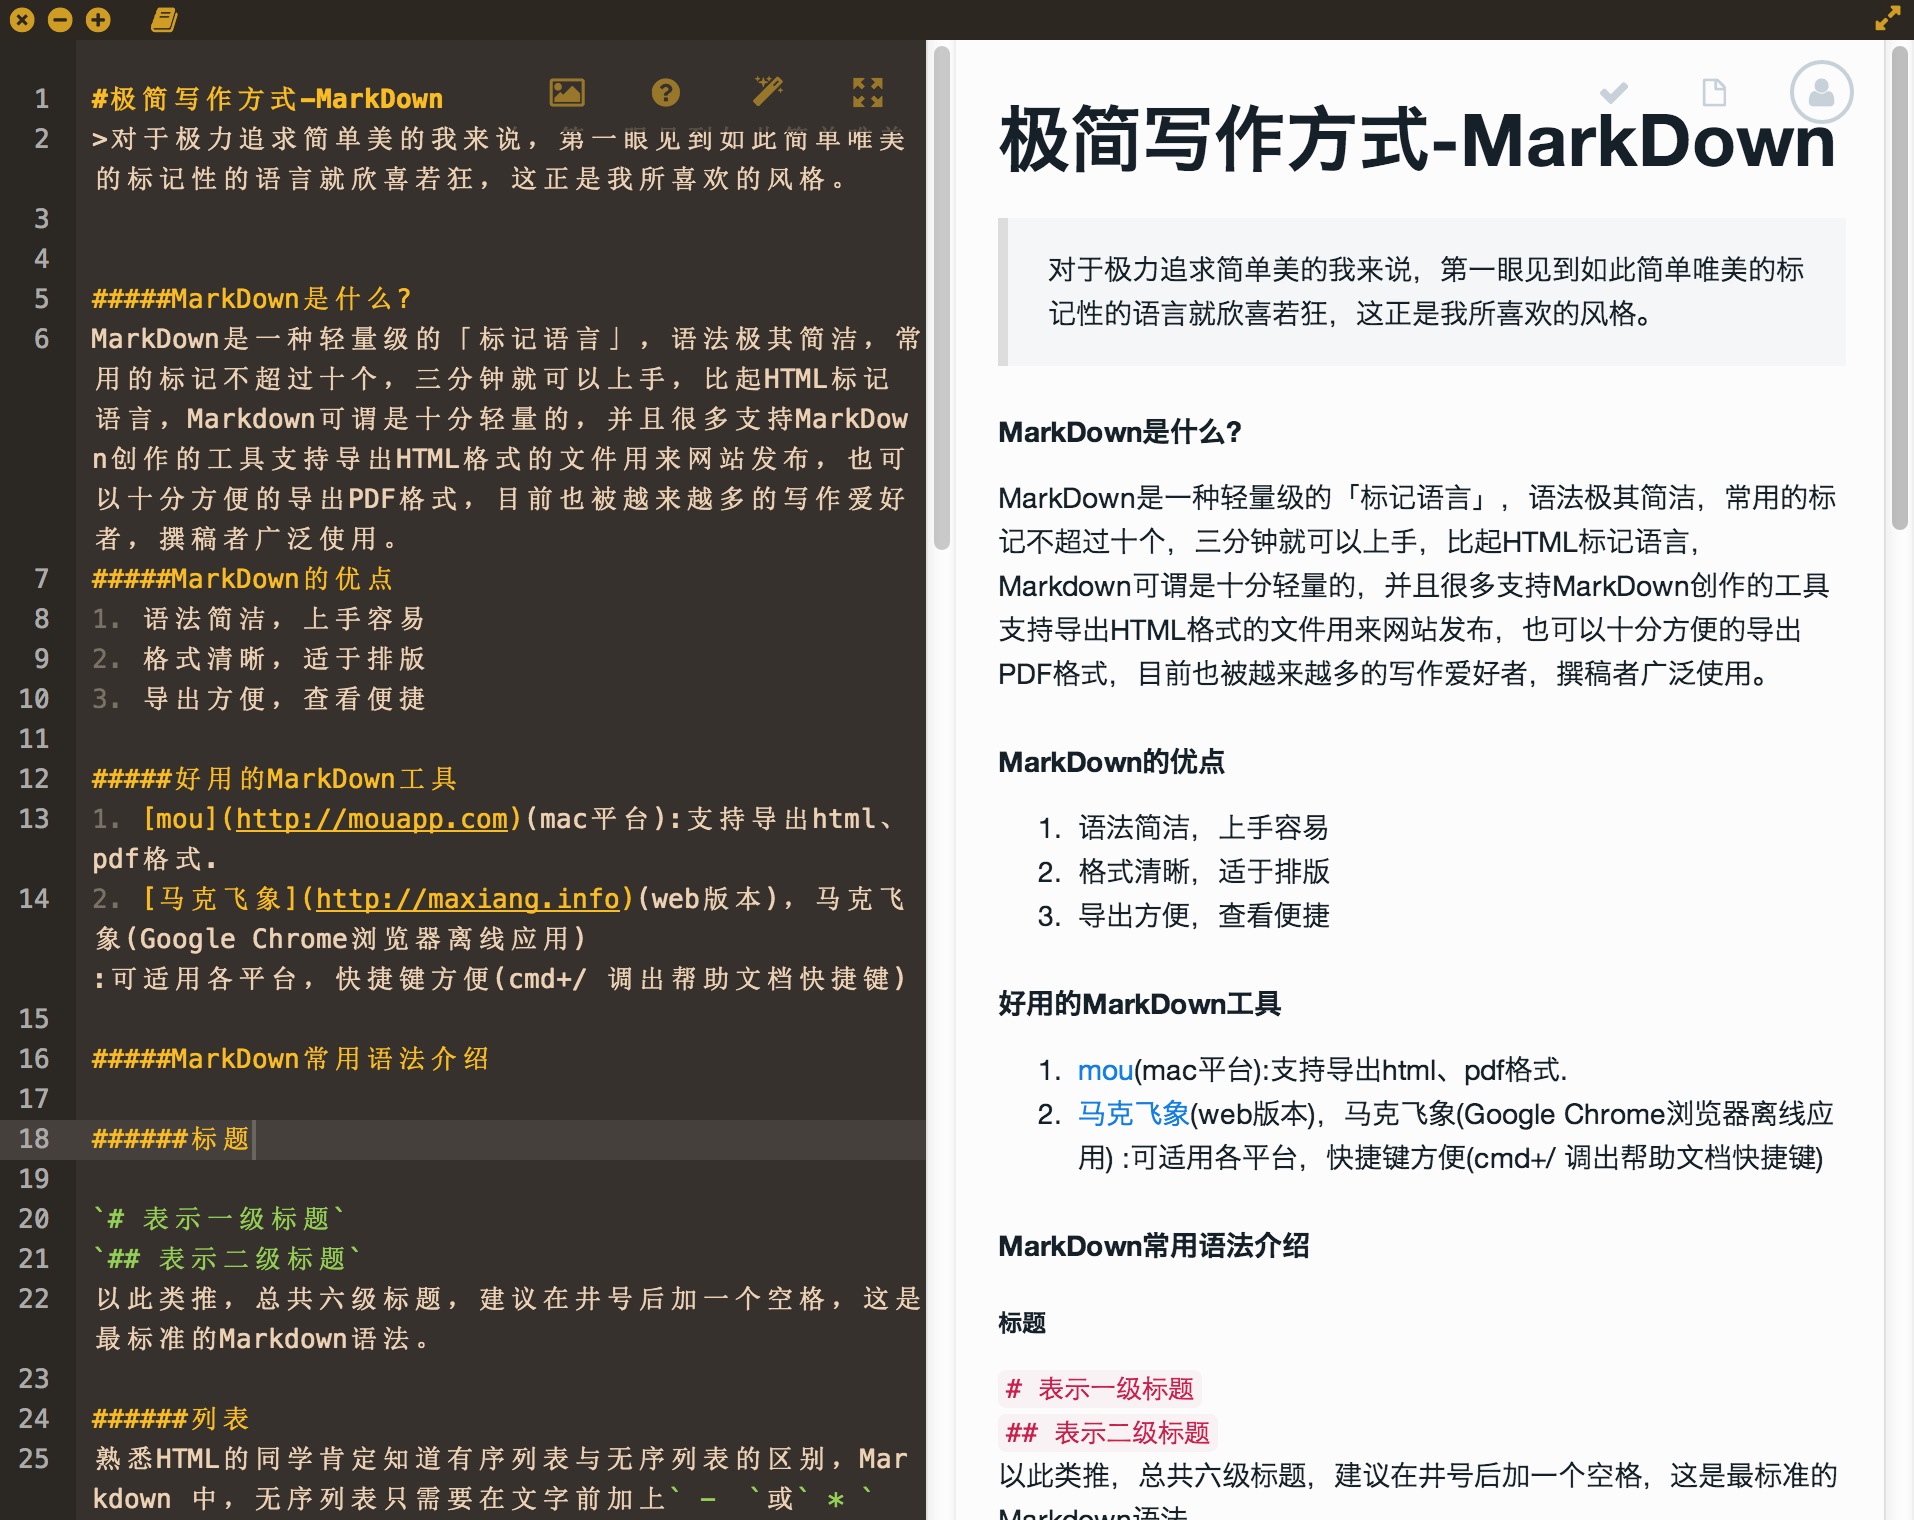 1 #极简写作方式-MarkDown
2 >对于极力追求简单美的我来说，第一眼见到如此简单唯美
的标记性的语言就欣喜若狂，这正是我所喜欢的风格。
3
4
5 #####MarkDown是什么?
6 MarkDown是一种轻量级的「标记语言」，语法极其简洁，常
用的标记不超过十个，三分钟就可以上手，比起HTML标记
语言，Markdown可谓是十分轻量的，并且很多支持MarkDow
n创作的工具支持导出HTML格式的文件用来网站发布，也可
以十分方便的导出PDF格式，目前也被越来越多的写作爱好
者，撰稿者广泛使用。
7 #####MarkDown的优点
8 1. 语法简洁，上手容易
9 2. 格式清晰，适于排版
10 3. 导出方便，查看便捷
11
12 #####好用的MarkDown工具
13 1. [mou](http://mouapp.com)(mac平台):支持导出html、
pdf格式.
14 2. [马克飞象](http://maxiang.info)(web版本)，马克飞
象(Google Chrome浏览器离线应用)
:可适用各平台，快捷键方便(cmd+/ 调出帮助文档快捷键)
15
16 #####MarkDown常用语法介绍
17
18 ######标题
19
20 `# 表示一级标题`
21 `## 表示二级标题`
22 以此类推，总共六级标题，建议在井号后加一个空格，这是
最标准的Markdown语法。
23
24 ######列表
25 熟悉HTML的同学肯定知道有序列表与无序列表的区别，Mar
kdown 中，无序列表只需要在文字前加上` - `或` * `
极简写作方式-MarkDown
对于极力追求简单美的我来说，第一眼见到如此简单唯美的标
记性的语言就欣喜若狂，这正是我所喜欢的风格。
MarkDown是什么?
MarkDown是一种轻量级的「标记语言」，语法极其简洁，常用的标
记不超过十个，三分钟就可以上手，比起HTML标记语言，
Markdown可谓是十分轻量的，并且很多支持MarkDown创作的工具
支持导出HTML格式的文件用来网站发布，也可以十分方便的导出
PDF格式，目前也被越来越多的写作爱好者，撰稿者广泛使用。
MarkDown的优点
1. 语法简洁，上手容易
2. 格式清晰，适于排版
3. 导出方便，查看便捷
好用的MarkDown工具
1. mou(mac平台):支持导出html、pdf格式.
2. 马克飞象(web版本)，马克飞象(Google Chrome浏览器离线应
用) :可适用各平台，快捷键方便(cmd+/ 调出帮助文档快捷键)
MarkDown常用语法介绍
标题
# 表示一级标题
## 表示二级标题
以此类推，总共六级标题，建议在井号后加一个空格，这是最标准的
Markdown语法